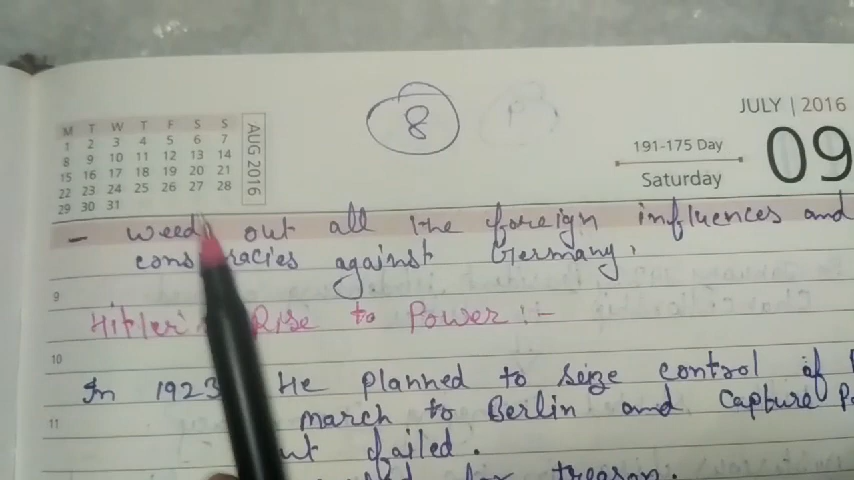 8
JULY | 2016
M T W T F S S
1 2 3 4 5 6 7
8 9 10 11 12 13 14
15 16 17 18 19 20 21
22 23 24 25 26 27 28
29 30 31
AUG 2016
191-175 Day
Saturday
09
- weed out all the foreign influences and
against Germany.
9
Rise to Power :-
10
In 1923 He planned to seize control of
11
march to Berlin and capture
failed.
for treason.